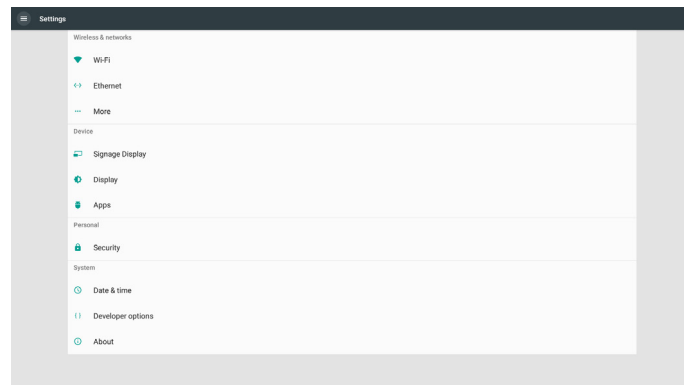 Settings
Wireless & networks
Wi-Fi
Ethernet
More
Device
Signage Display
Display
Apps
Personal
Security
System
Date & time
Developer options
About